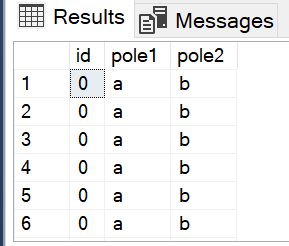 Results Messages
id pole1 pole2
1 0 a b
2 0 a b
3 0 a b
4 0 a b
5 0 a b
6 0 a b